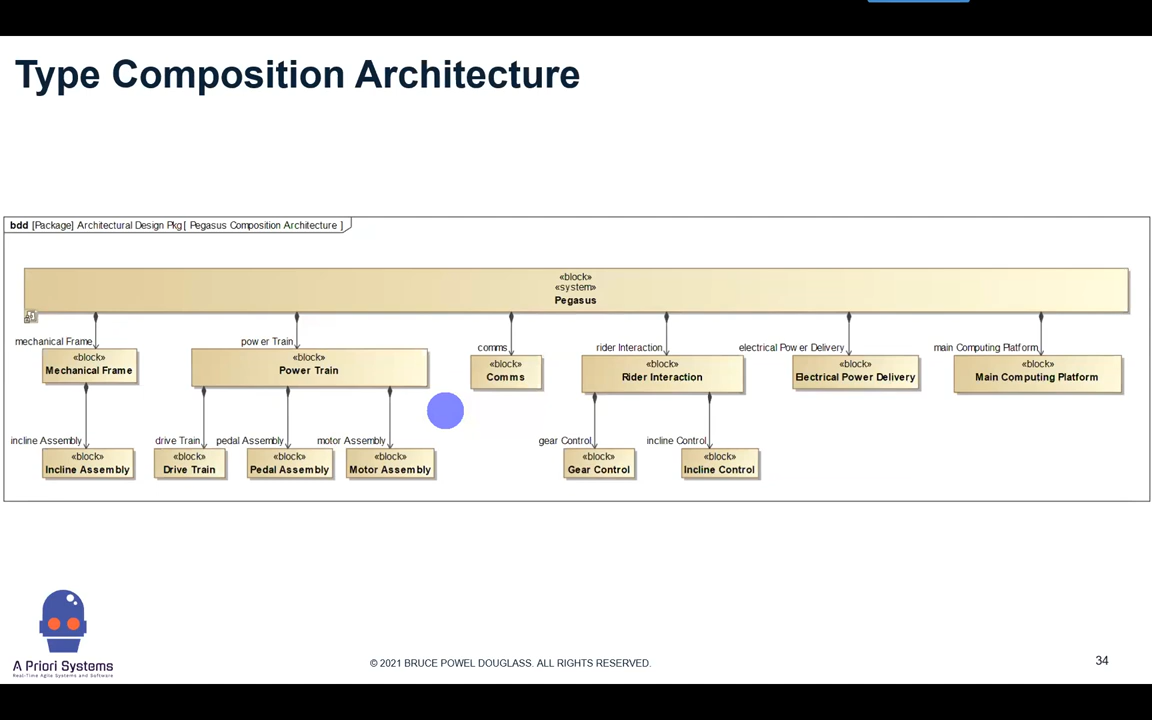 Type Composition Architecture
bdd [Package] Architectural Design Pkg[ Pegasus Composition Architecture ]
«block»
«system»
Pegasus
mechanical Frame
power Train
comms
rider Interaction
electrical Power Delivery
main Computing Platform
«block»
Mechanical Frame
«block»
Power Train
«block»
Comms
«block»
Rider Interaction
«block»
Electrical Power Delivery
«block»
Main Computing Platform
incline Assembly
drive Train
pedal Assembly
motor Assembly
gear Control
incline Control
«block»
Incline Assembly
«block»
Drive Train
«block»
Pedal Assembly
«block»
Motor Assembly
«block»
Gear Control
«block»
Incline Control
A Priori Systems
Real-Time Agile Systems and Software
© 2021 BRUCE POWEL DOUGLASS. ALL RIGHTS RESERVED.
34